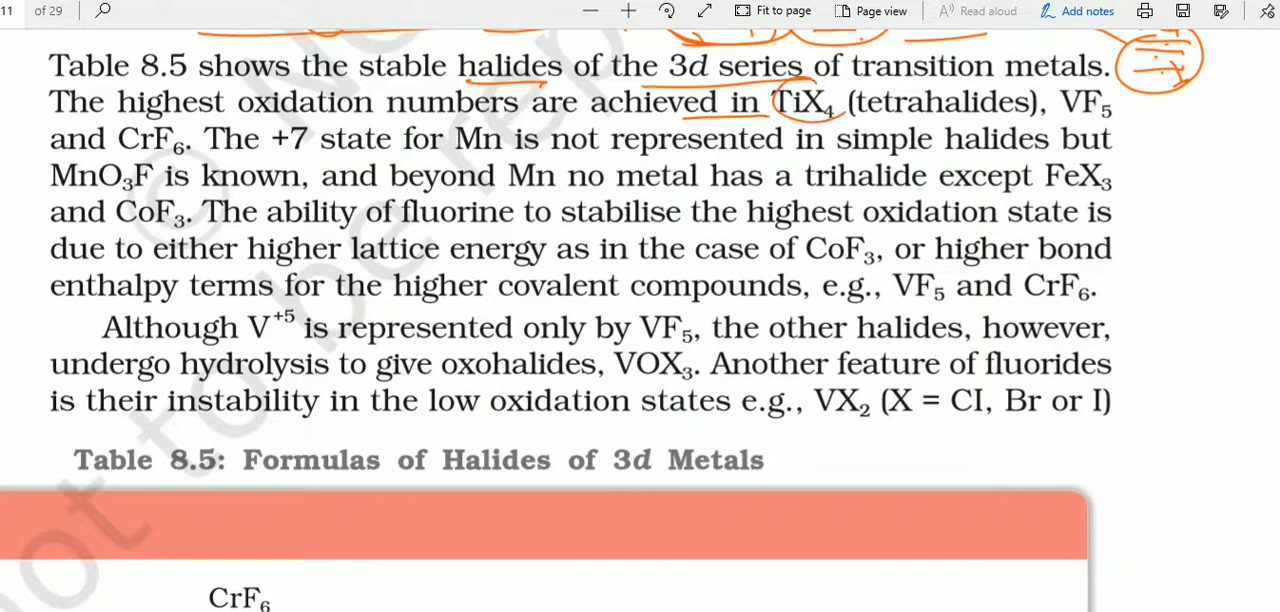 11 of 29 Fit to page Page view Read aloud Add notes
Table 8.5 shows the stable halides of the 3d series of transition metals.
The highest oxidation numbers are achieved in TiX₄ (tetrahalides), VF₅
and CrF₆. The +7 state for Mn is not represented in simple halides but
MnO₃F is known, and beyond Mn no metal has a trihalide except FeX₃
and CoF₃. The ability of fluorine to stabilise the highest oxidation state is
due to either higher lattice energy as in the case of CoF₃, or higher bond
enthalpy terms for the higher covalent compounds, e.g., VF₅ and CrF₆.
Although V⁺⁵ is represented only by VF₅, the other halides, however,
undergo hydrolysis to give oxohalides, VOX₃. Another feature of fluorides
is their instability in the low oxidation states e.g., VX₂ (X = CI, Br or I)
Table 8.5: Formulas of Halides of 3d Metals
CrF₆
not to be rep